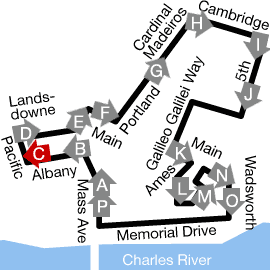 Cardinal
Medeiros
Cambridge
H
I
5th
J
G
Portland
Galileo Galilei Way
Lands-
downe
F
E
Main
D
C
B
Pacific
Albany
K
Main
Ames
N
L
M
O
Wadsworth
A
P
Mass Ave
Memorial Drive
Charles River